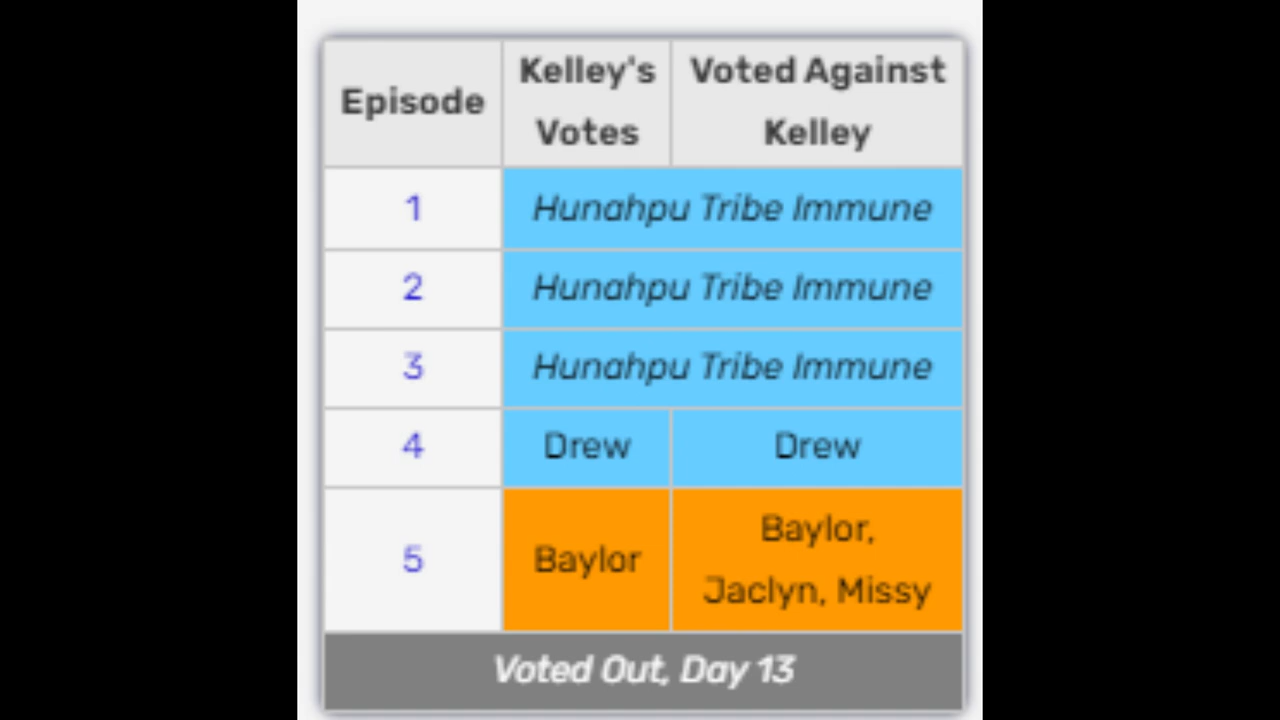 Episode
Kelley's
Votes
Voted Against
Kelley
1
Hunahpu Tribe Immune
2
Hunahpu Tribe Immune
3
Hunahpu Tribe Immune
4
Drew
Drew
5
Baylor
Baylor,
Jaclyn, Missy
Voted Out, Day 13